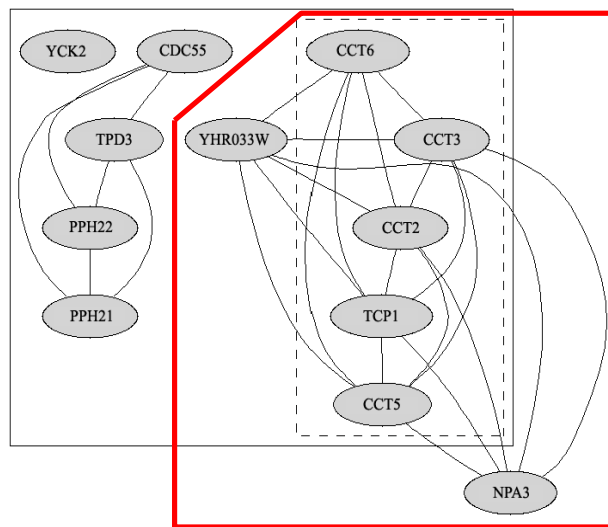 YCK2 CDC55 CCT6
TPD3 YHR033W CCT3
PPH22 CCT2
PPH21 TCP1
CCT5
NPA3